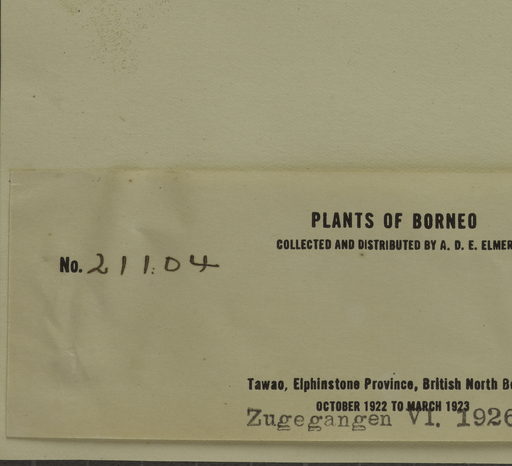 PLANTS OF BORNEO
COLLECTED AND DISTRIBUTED BY A. D. E. ELMER
No. 21104
Tawao, Elphinstone Province, British North
OCTOBER 1922 TO MARCH 1923
Zugegangen VI. 1926